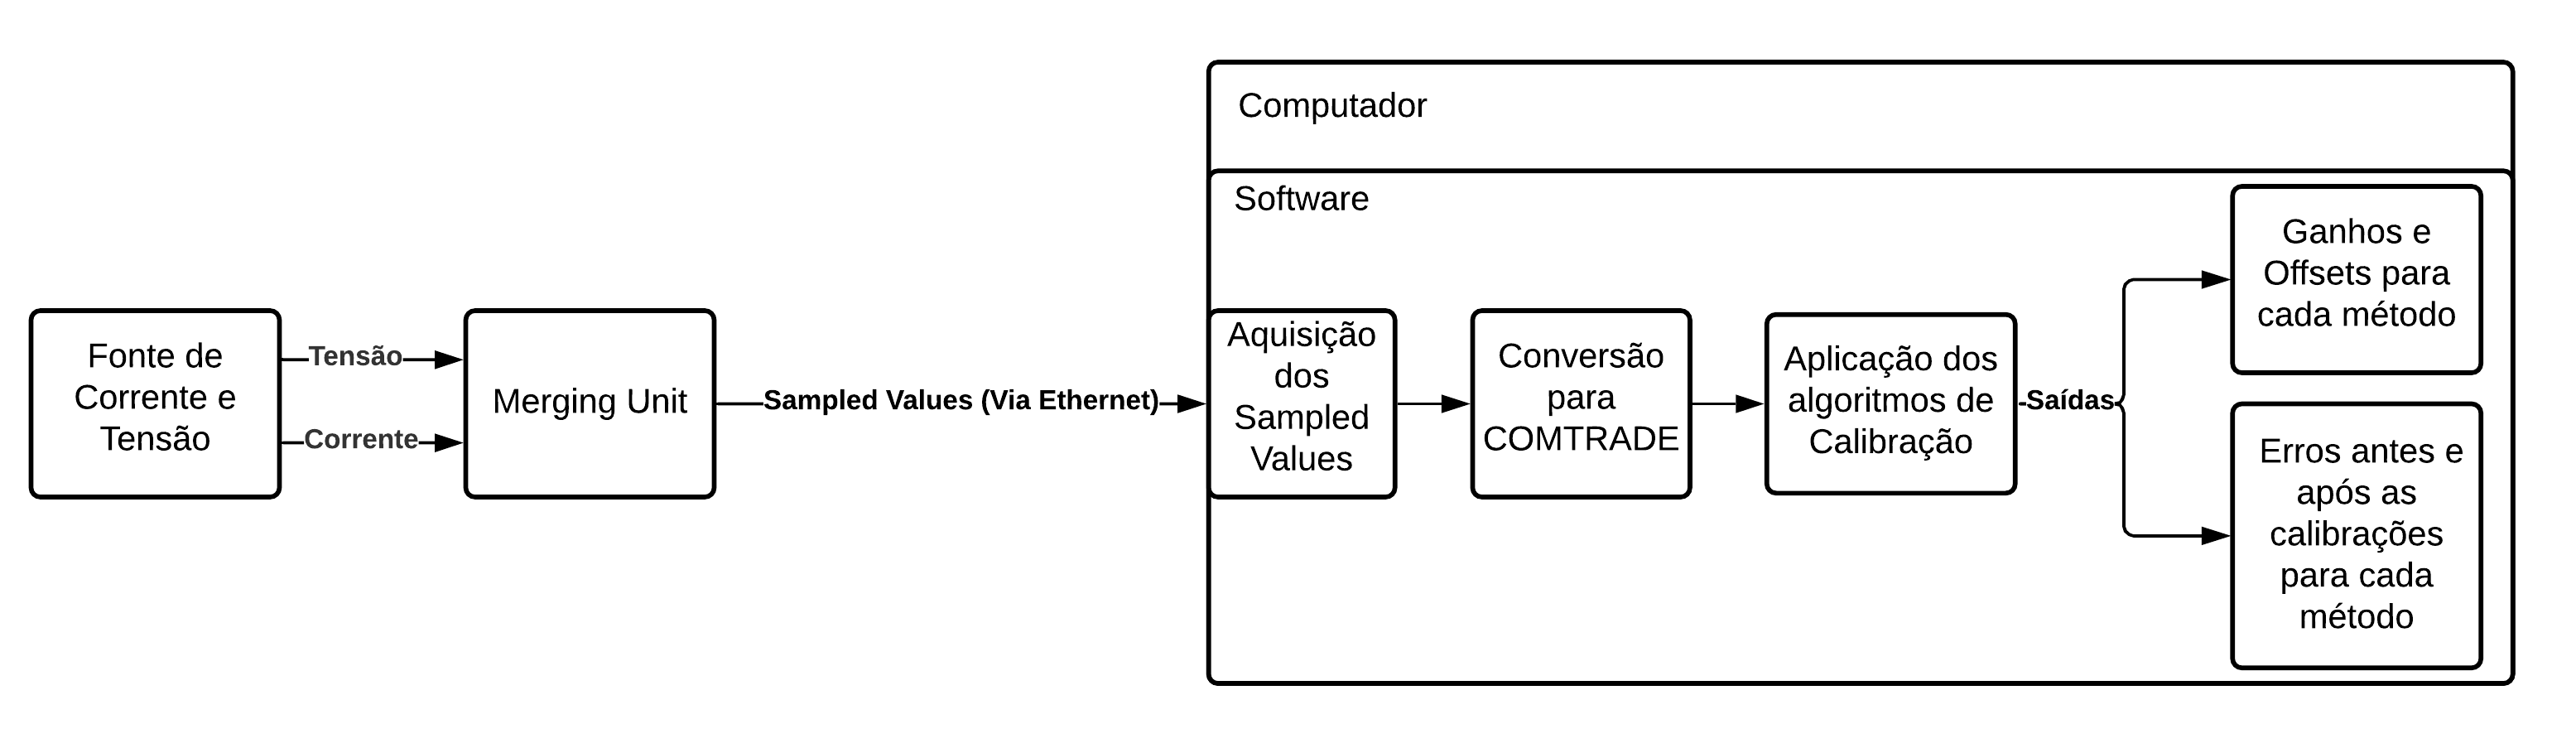 Computador
Software
Fonte de
Corrente e
Tensão
Tensão
Corrente
Merging Unit
Sampled Values (Via Ethernet)
Aquisição
dos
Sampled
Values
Conversão
para
COMTRADE
Aplicação dos
algoritmos de
Calibração
Saídas
Ganhos e
Offsets para
cada método
Erros antes e
após as
calibrações
para cada
método